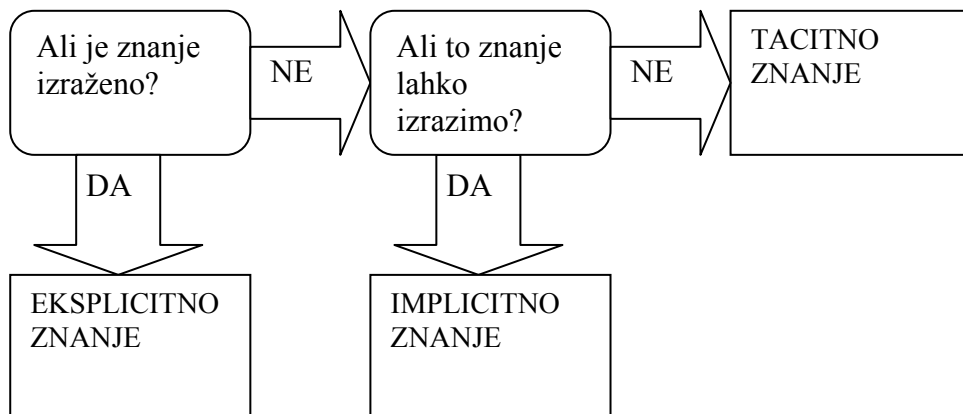 Ali je znanje
izraženo?
NE
Ali to znanje
lahko
izrazimo?
NE
TACITNO
ZNANJE
DA
DA
EKSPLICITNO
ZNANJE
IMPLICITNO
ZNANJE